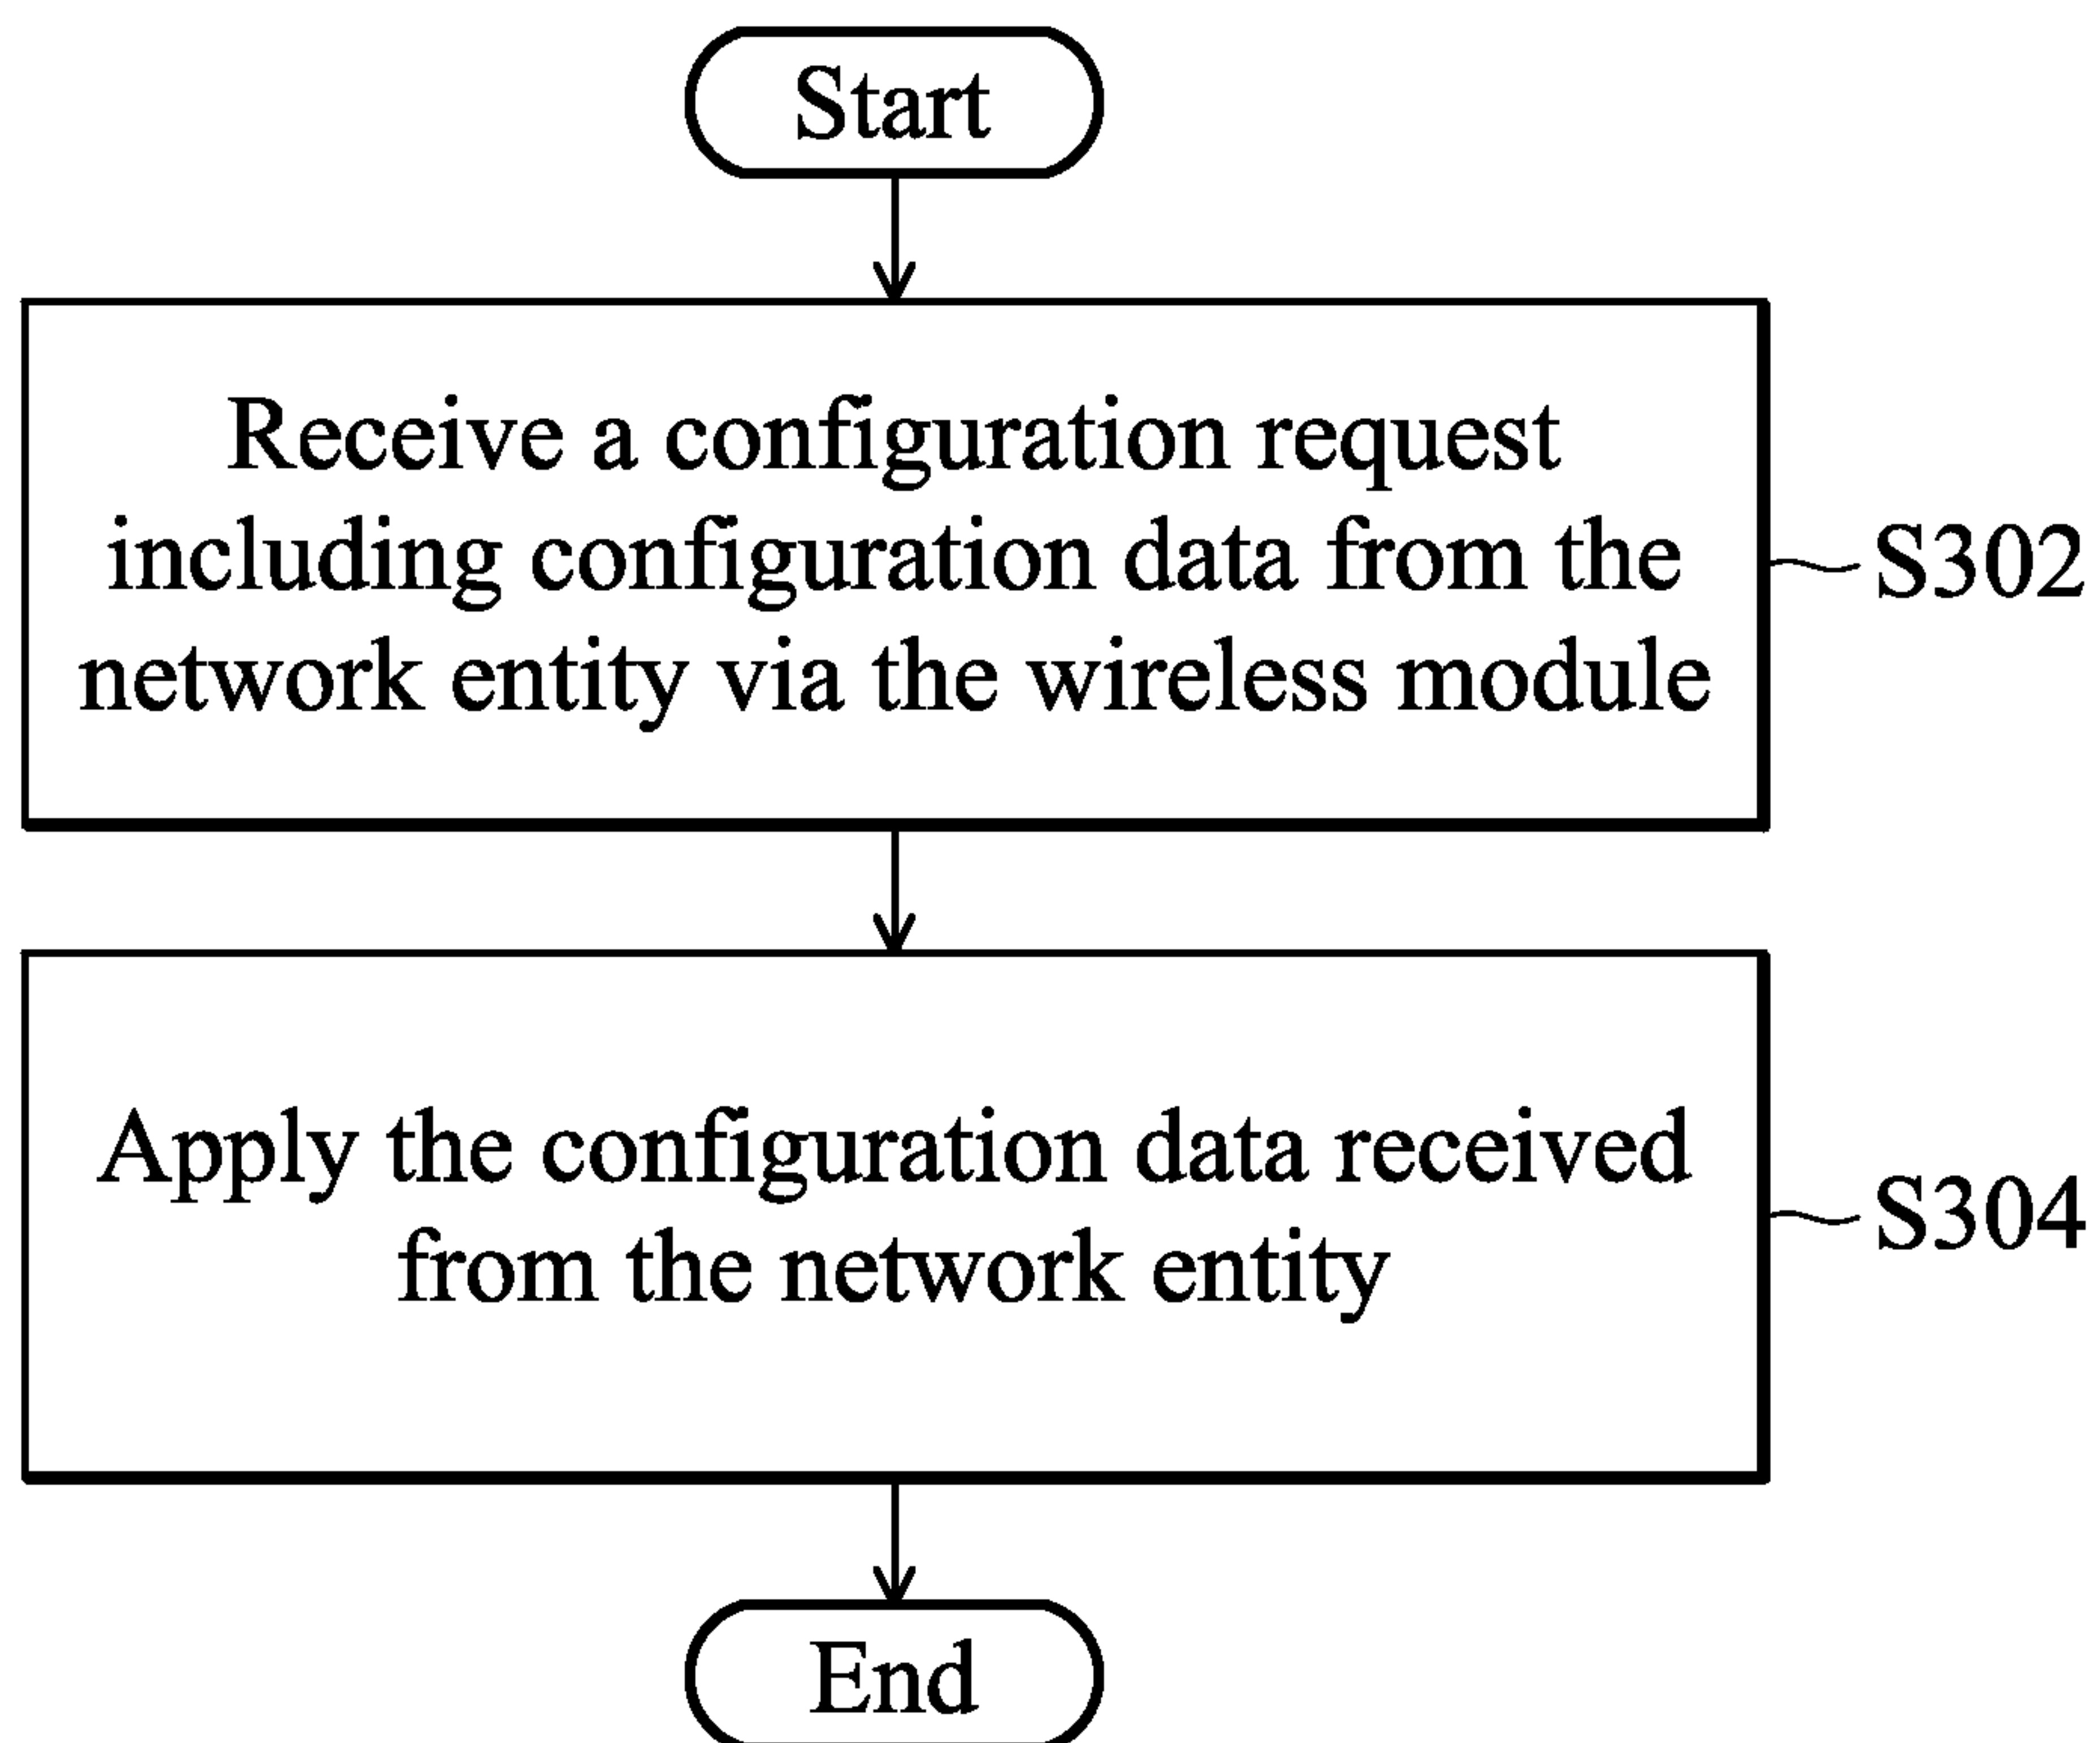 Start
Receive a configuration request
including configuration data from the
network entity via the wireless module
S302
Apply the configuration data received
from the network entity
S304
End